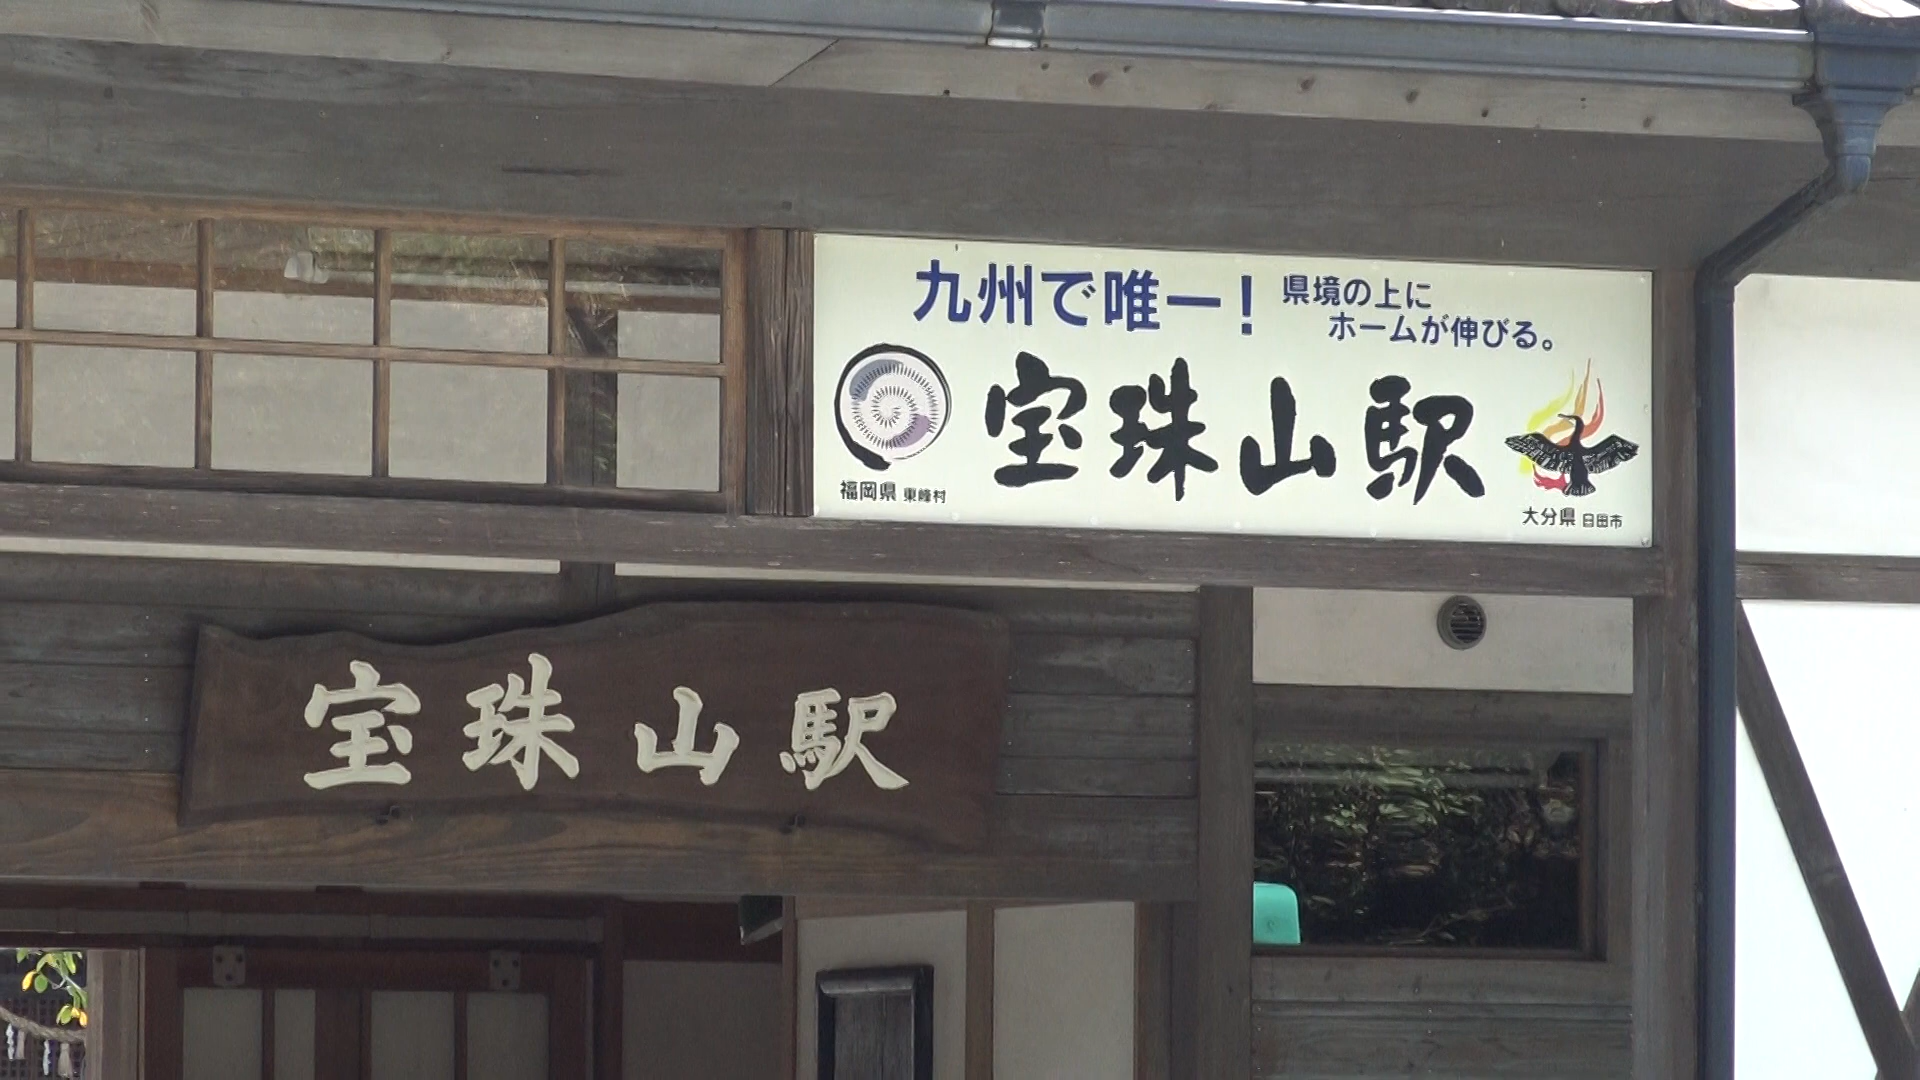 九州で唯一！
県境の上に
ホームが伸びる。
宝珠山駅
福岡県 東峰村
大分県 日田市
宝珠山駅